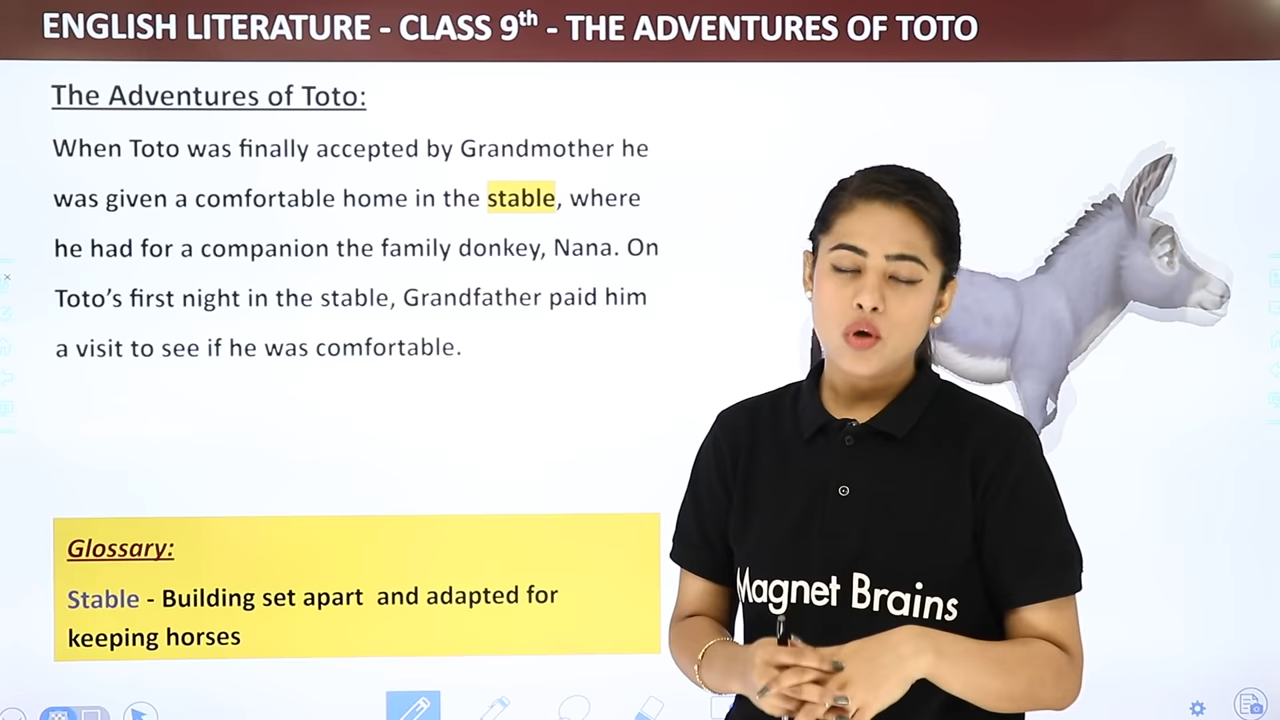 ENGLISH LITERATURE - CLASS 9th - THE ADVENTURES OF TOTO
The Adventures of Toto:
When Toto was finally accepted by Grandmother he
was given a comfortable home in the stable, where
he had for a companion the family donkey, Nana. On
Toto’s first night in the stable, Grandfather paid him
a visit to see if he was comfortable.
Glossary:
Stable - Building set apart and adapted for
keeping horses
Magnet Brains